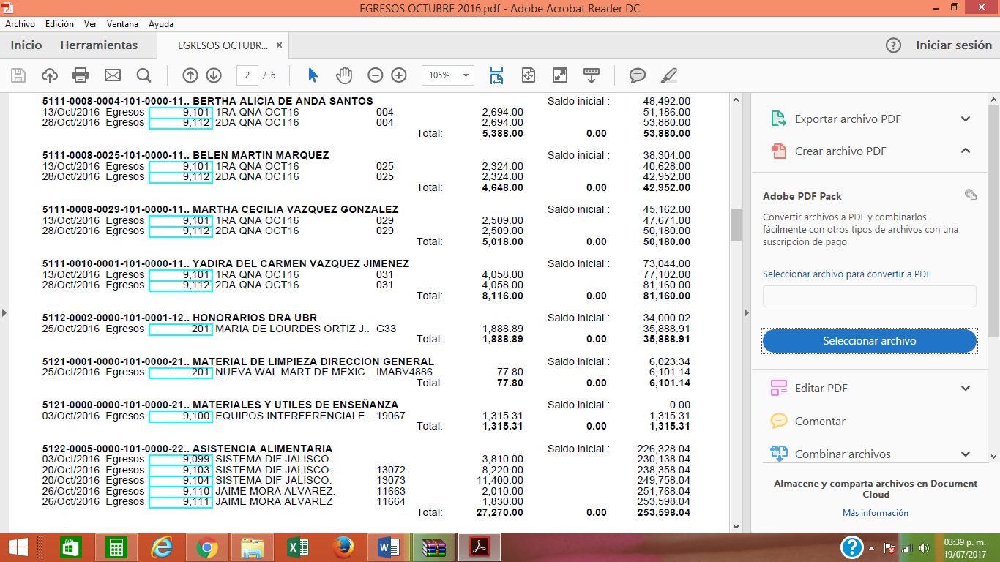 EGRESOS OCTUBRE 2016.pdf - Adobe Acrobat Reader DC
Archivo Edición Ver Ventana Ayuda
Inicio Herramientas EGRESOS OCTUBR... × Iniciar sesión
2 / 6 105%
5111-0008-0004-101-0000-11.. BERTHA ALICIA DE ANDA SANTOS Saldo inicial : 48,492.00
13/Oct/2016 Egresos 9,101 1RA QNA OCT16 004 2,694.00 51,186.00
28/Oct/2016 Egresos 9,112 2DA QNA OCT16 004 2,694.00 53,880.00
Total: 5,388.00 0.00 53,880.00
5111-0008-0025-101-0000-11.. BELEN MARTIN MARQUEZ Saldo inicial : 38,304.00
13/Oct/2016 Egresos 9,101 1RA QNA OCT16 025 2,324.00 40,628.00
28/Oct/2016 Egresos 9,112 2DA QNA OCT16 025 2,324.00 42,952.00
Total: 4,648.00 0.00 42,952.00
5111-0008-0029-101-0000-11.. MARTHA CECILIA VAZQUEZ GONZALEZ Saldo inicial : 45,162.00
13/Oct/2016 Egresos 9,101 1RA QNA OCT16 029 2,509.00 47,671.00
28/Oct/2016 Egresos 9,112 2DA QNA OCT16 029 2,509.00 50,180.00
Total: 5,018.00 0.00 50,180.00
5111-0010-0001-101-0000-11.. YADIRA DEL CARMEN VAZQUEZ JIMENEZ Saldo inicial : 73,044.00
13/Oct/2016 Egresos 9,101 1RA QNA OCT16 031 4,058.00 77,102.00
28/Oct/2016 Egresos 9,112 2DA QNA OCT16 031 4,058.00 81,160.00
Total: 8,116.00 0.00 81,160.00
5112-0002-0000-101-0001-12.. HONORARIOS DRA UBR Saldo inicial : 34,000.02
25/Oct/2016 Egresos 201 MARIA DE LOURDES ORTIZ J.. G33 1,888.89 35,888.91
Total: 1,888.89 0.00 35,888.91
5121-0001-0000-101-0000-21.. MATERIAL DE LIMPIEZA DIRECCION GENERAL Saldo inicial : 6,023.34
25/Oct/2016 Egresos 201 NUEVA WAL MART DE MEXIC.. IMABV4886 77.80 6,101.14
Total: 77.80 0.00 6,101.14
5121-0000-0000-101-0000-21.. MATERIALES Y UTILES DE ENSEÑANZA Saldo inicial : 0.00
03/Oct/2016 Egresos 9,100 EQUIPOS INTERFERENCIALE.. 19067 1,315.31 1,315.31
Total: 1,315.31 0.00 1,315.31
5122-0005-0000-101-0000-22.. ASISTENCIA ALIMENTARIA Saldo inicial : 226,328.04
03/Oct/2016 Egresos 9,099 SISTEMA DIF JALISCO. 3,810.00 230,138.04
20/Oct/2016 Egresos 9,103 SISTEMA DIF JALISCO. 13072 8,220.00 238,358.04
20/Oct/2016 Egresos 9,104 SISTEMA DIF JALISCO. 13073 11,400.00 249,758.04
26/Oct/2016 Egresos 9,110 JAIME MORA ALVAREZ. 11663 2,010.00 251,768.04
26/Oct/2016 Egresos 9,111 JAIME MORA ALVAREZ 11664 1,830.00 253,598.04
Total: 27,270.00 0.00 253,598.04
Exportar archivo PDF
Crear archivo PDF
Adobe PDF Pack
Convertir archivos a PDF y combinarlos
fácilmente con otros tipos de archivos con una
suscripción de pago
Seleccionar archivo para convertir a PDF
Seleccionar archivo
Editar PDF
Comentar
Combinar archivos
Almacene y comparta archivos en Document
Cloud
Más información
03:39 p. m.
19/07/2017